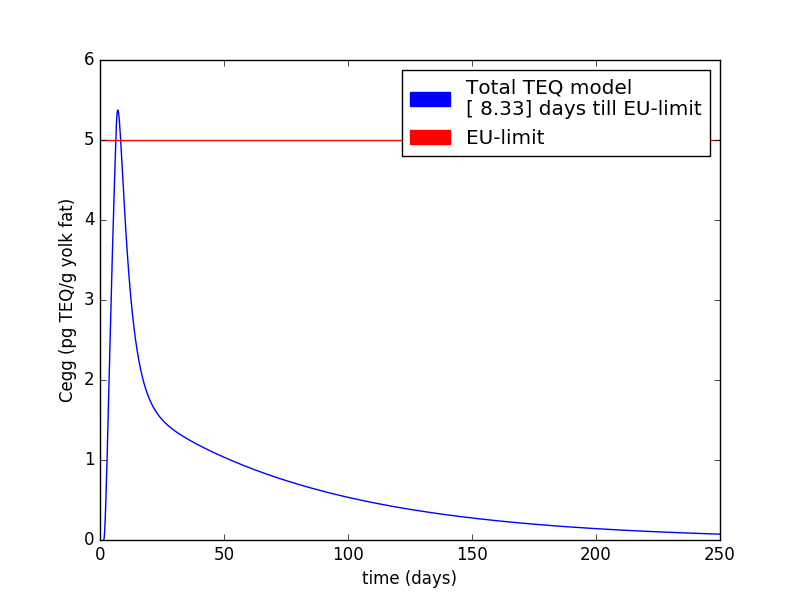 Total TEQ model
[ 8.33] days till EU-limit
EU-limit
Cegg (pg TEQ/g yolk fat)
6
5
4
3
2
1
0
0 50 100 150 200 250
time (days)